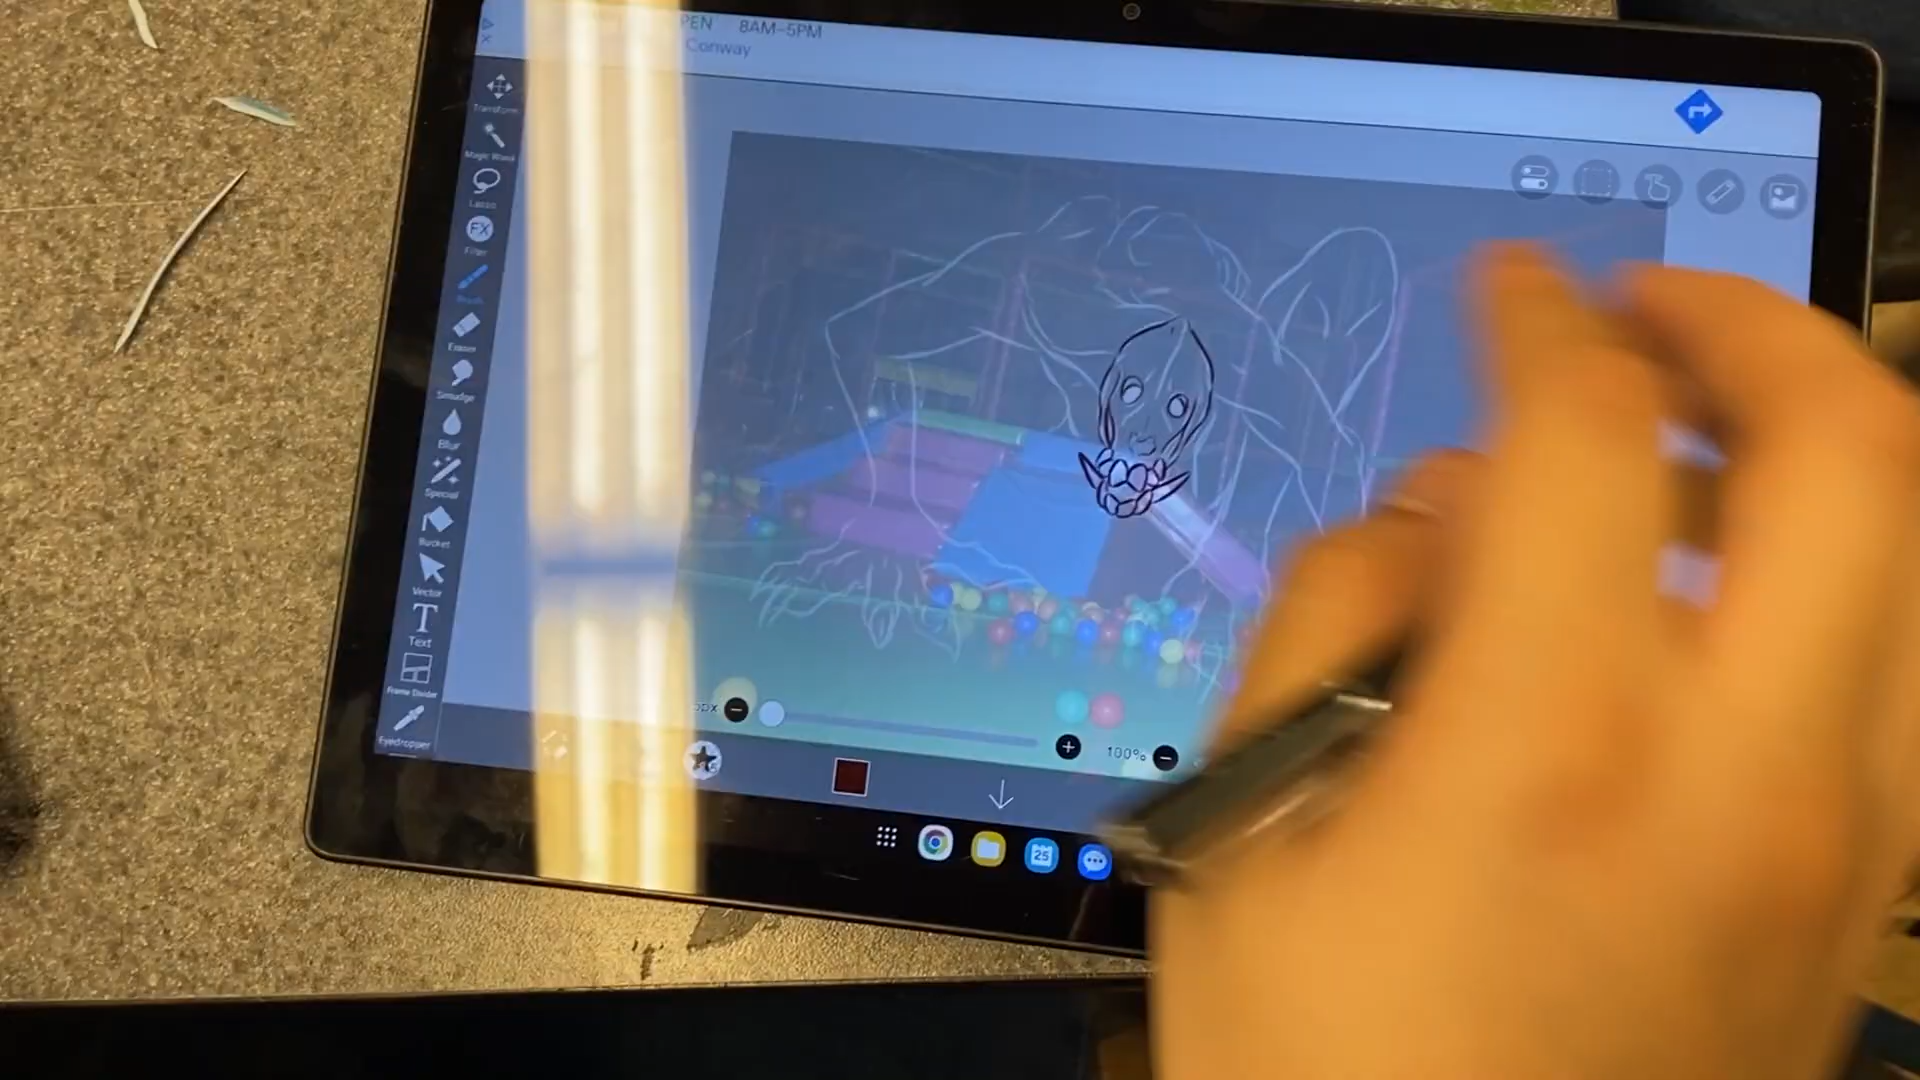 PEN 8AM–5PM
Conway
Transform
Magic Wand
Lasso
FX
Filter
Brush
Eraser
Smudge
Blur
Special
Bucket
Vector
T
Text
Frame Divider
Eyedropper
px
100%
25